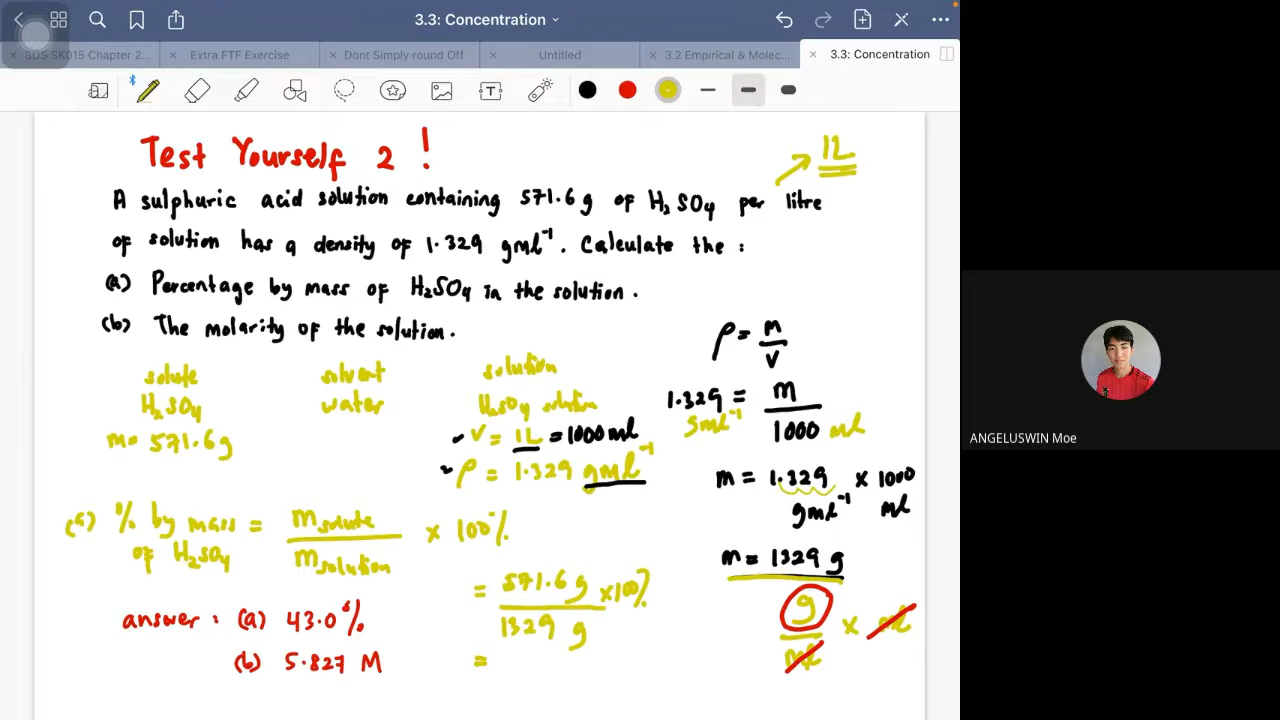 3.3: Concentration
SDS SK015 Chapter 2...
Extra FTF Exercise
Dont Simply round Off
Untitled
3.2 Empirical & Molec...
3.3: Concentration
Test Yourself 2 !
1L
A sulphuric acid solution containing 571.6 g of H₂SO₄ per litre
of solution has a density of 1.329 gml⁻¹. Calculate the :
(a) Percentage by mass of H₂SO₄ in the solution.
(b) The molarity of the solution.
ρ = m/V
solute solvent solution
H₂SO₄ water H₂SO₄ solution
1.329 gml⁻¹ = m / 1000 ml
m = 571.6 g
V = 1L = 1000 ml
ρ = 1.329 gml⁻¹
m = 1.329 gml⁻¹ × 1000 ml
(a) % by mass of H₂SO₄ = m solute / m solution × 100%
m = 1329 g
= 571.6 g / 1329 g × 100%
g / ml × ml
answer : (a) 43.0 %
(b) 5.827 M
=
ANGELUSWIN Moe